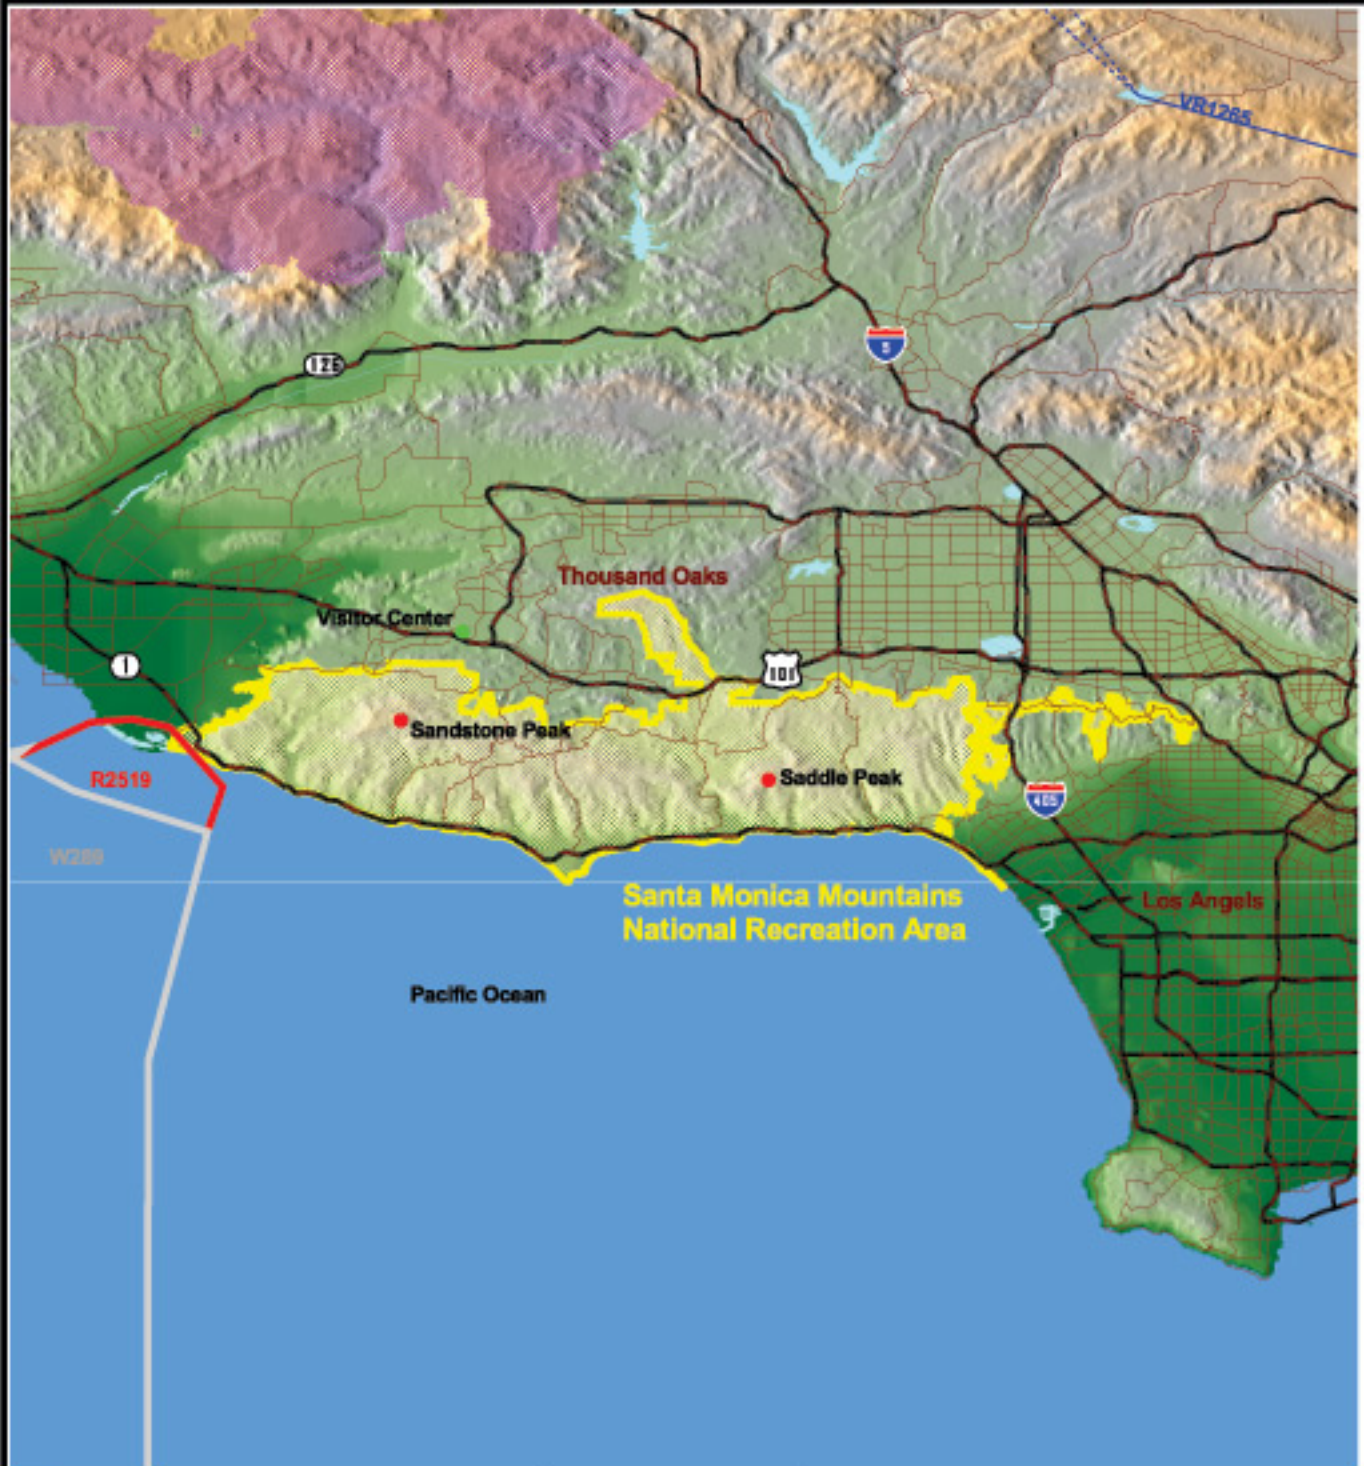 VR1265
5
126
Thousand Oaks
Visitor Center
1
101
Sandstone Peak
R2519
Saddle Peak
405
W289
Santa Monica Mountains
National Recreation Area
Los Angels
Pacific Ocean